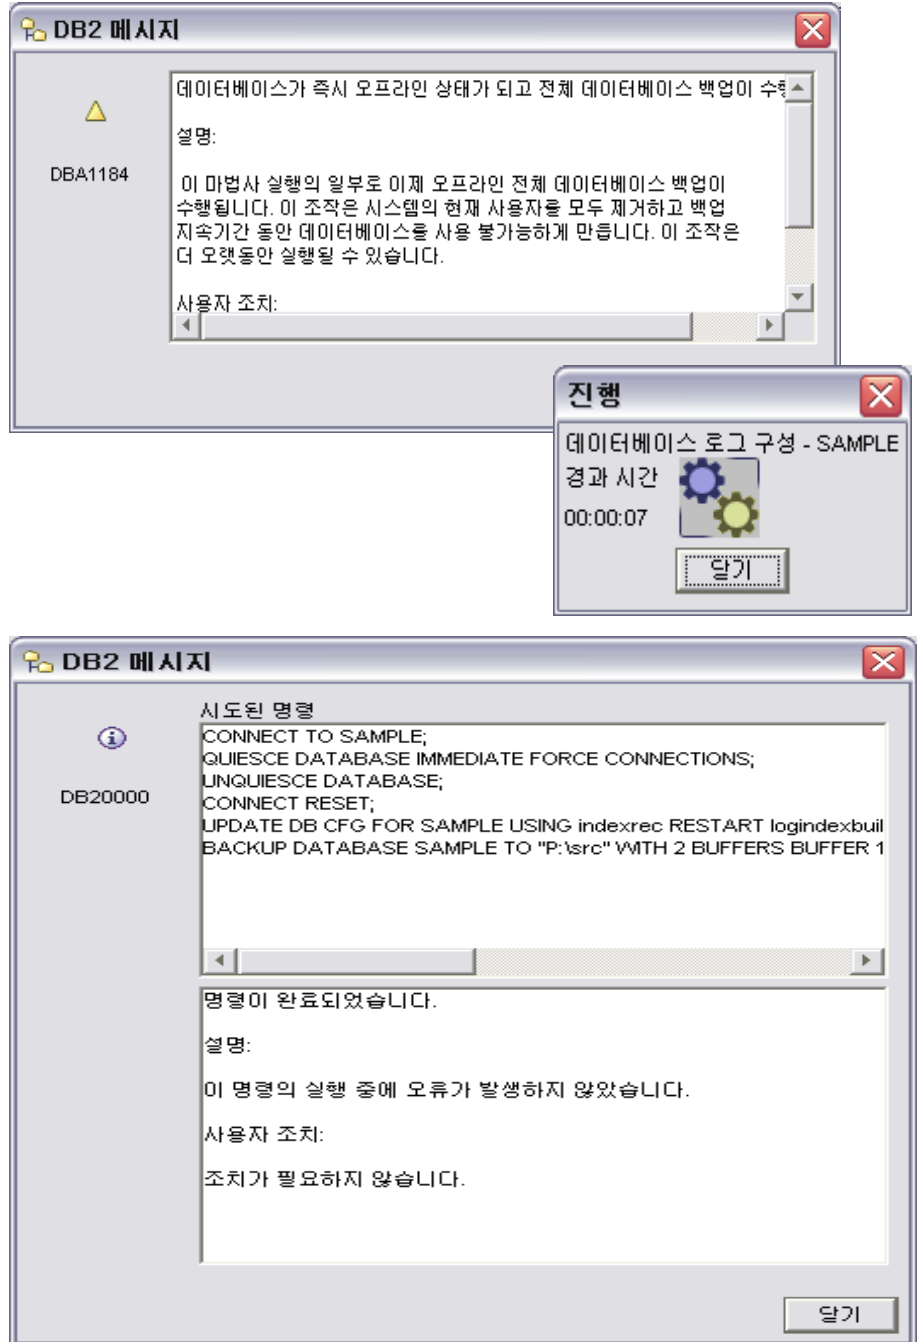 DB2 메시지
데이터베이스가 즉시 오프라인 상태가 되고 전체 데이터베이스 백업이
설명:
DBA1184
이 마법사 실행의 일부로 이제 오프라인 전체 데이터베이스 백업이
수행됩니다. 이 조작은 시스템의 현재 사용자를 모두 제거하고 백업
지속기간 동안 데이터베이스를 사용 불가능하게 만듭니다. 이 조작은
더 오랫동안 실행될 수 있습니다.
사용자 조치:
진행
데이터베이스 로그 구성 - SAMPLE
경과 시간
00:00:07
닫기
DB2 메시지
시도된 명령
DB20000
CONNECT TO SAMPLE;
QUIESCE DATABASE IMMEDIATE FORCE CONNECTIONS;
UNQUIESCE DATABASE;
CONNECT RESET;
UPDATE DB CFG FOR SAMPLE USING indexrec RESTART logindexbuil
BACKUP DATABASE SAMPLE TO "P:\src" WITH 2 BUFFERS BUFFER 1
명령이 완료되었습니다.
설명:
이 명령의 실행 중에 오류가 발생하지 않았습니다.
사용자 조치:
조치가 필요하지 않습니다.
닫기